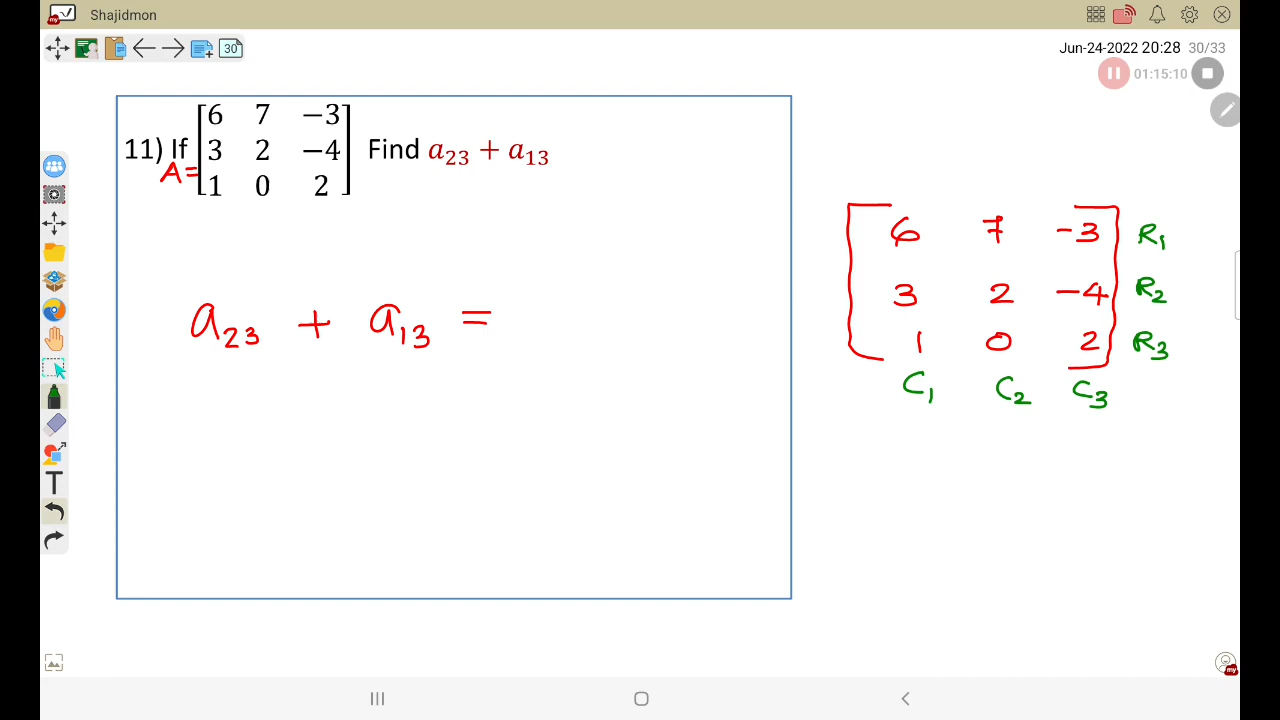 Shajidmon
30
Jun-24-2022 20:28 30/33
01:15:10
6 7 −3
11) If 3 2 −4 Find a23 + a13
A=
1 0 2
6 7 -3 R1
3 2 -4 R2
a23 + a13 =
1 0 2 R3
C1 C2 C3
T
my
my